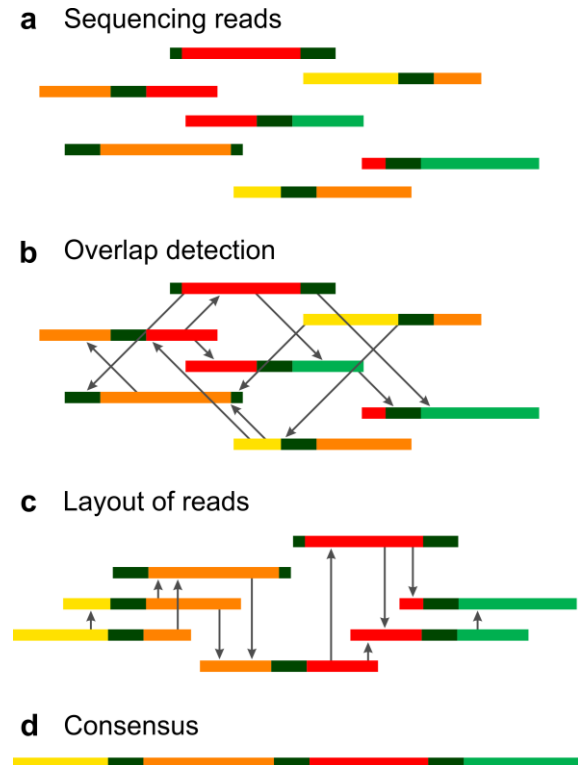 a Sequencing reads
b Overlap detection
c Layout of reads
d Consensus